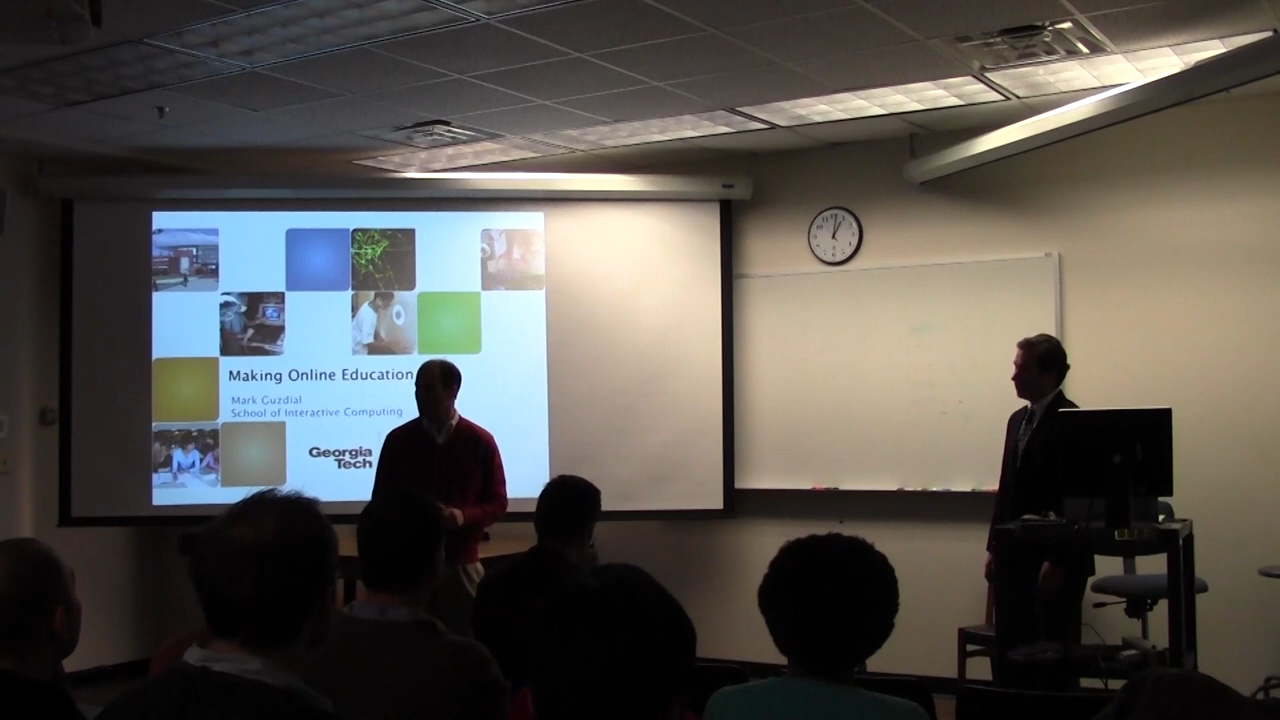 Making Online Education
Mark Guzdial
School of Interactive Computing
Georgia
Tech